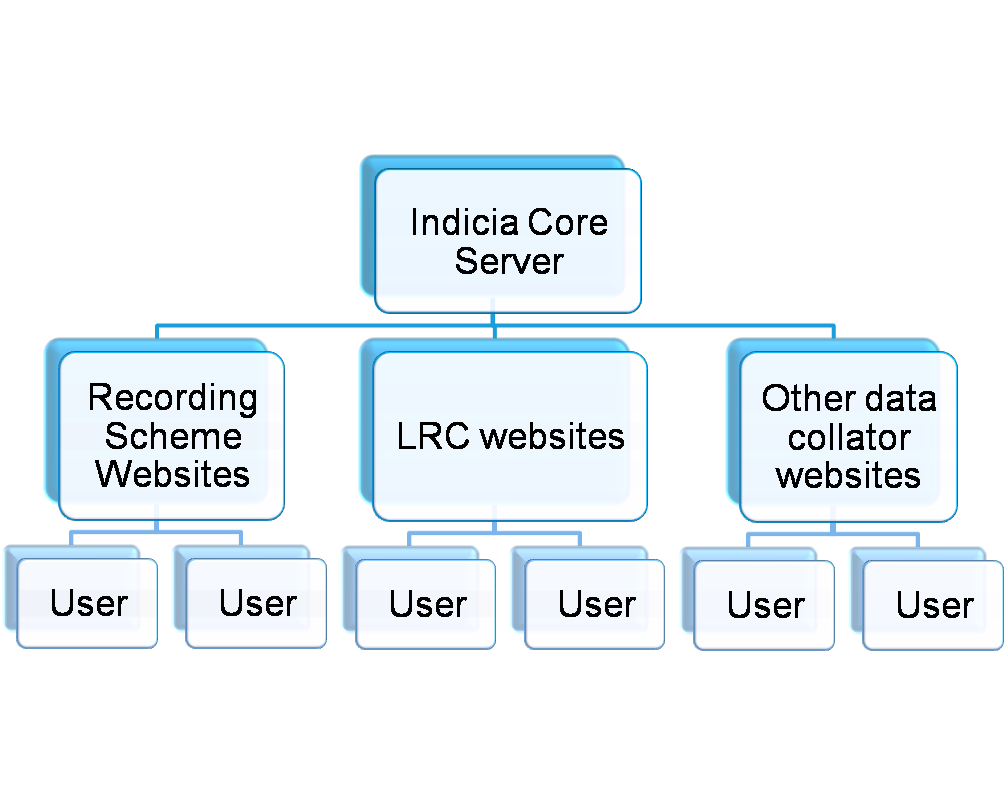 Indicia Core
Server
Recording
Scheme
Websites
LRC websites
Other data
collator
websites
User
User
User
User
User
User